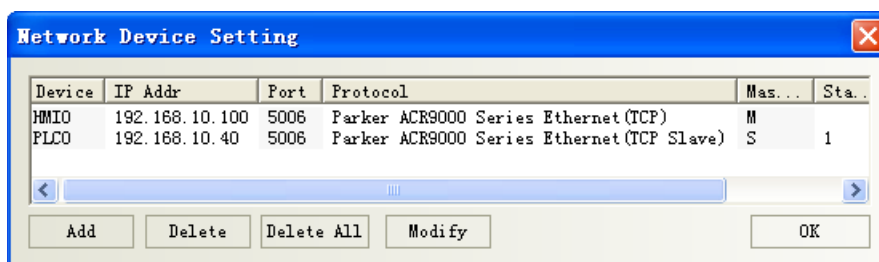 Network Device Setting
Device IP Addr Port Protocol Mas... Sta..
HMI0 192.168.10.100 5006 Parker ACR9000 Series Ethernet(TCP) M
PLC0 192.168.10.40 5006 Parker ACR9000 Series Ethernet(TCP Slave) S 1
Add Delete Delete All Modify OK